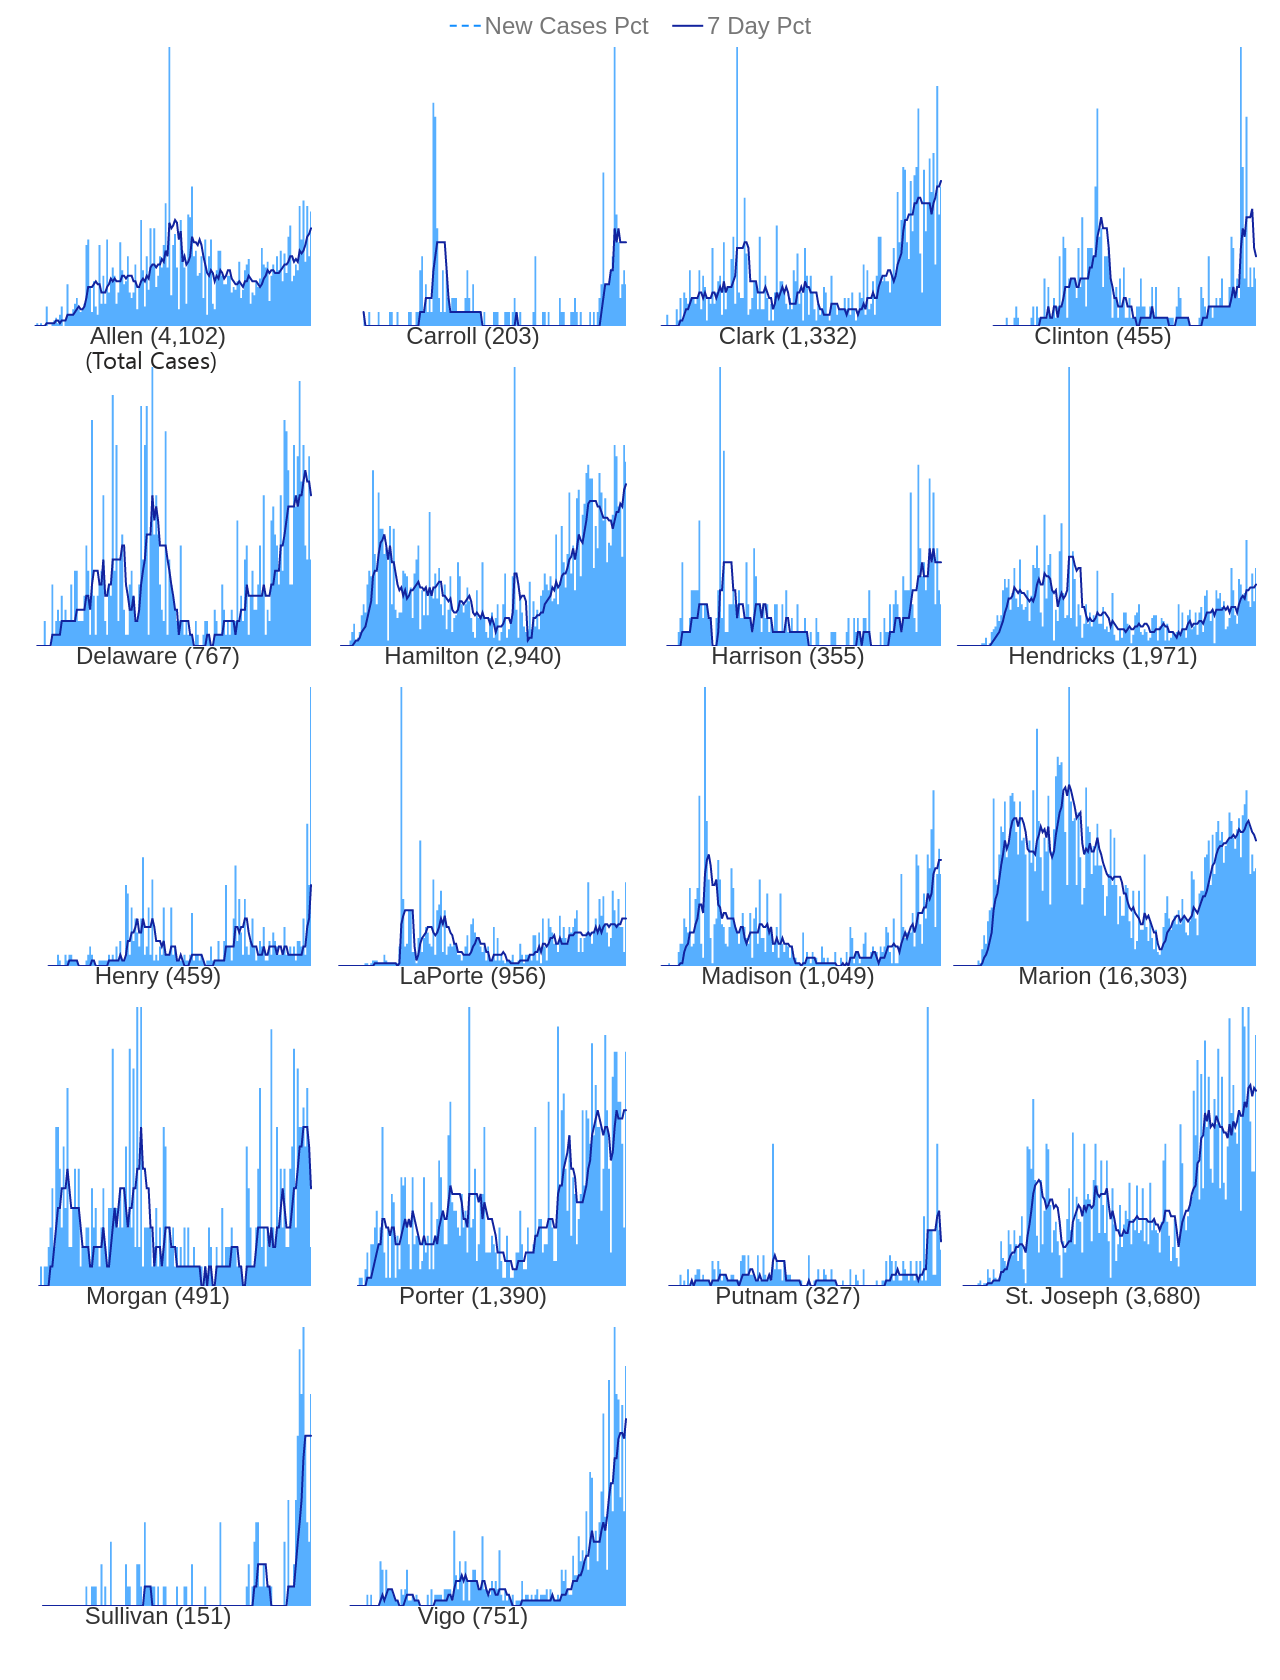 New Cases Pct 7 Day Pct
Allen (4,102) Carroll (203) Clark (1,332) Clinton (455)
(Total Cases)
Delaware (767) Hamilton (2,940) Harrison (355) Hendricks (1,971)
Henry (459) LaPorte (956) Madison (1,049) Marion (16,303)
Morgan (491) Porter (1,390) Putnam (327) St. Joseph (3,680)
Sullivan (151) Vigo (751)